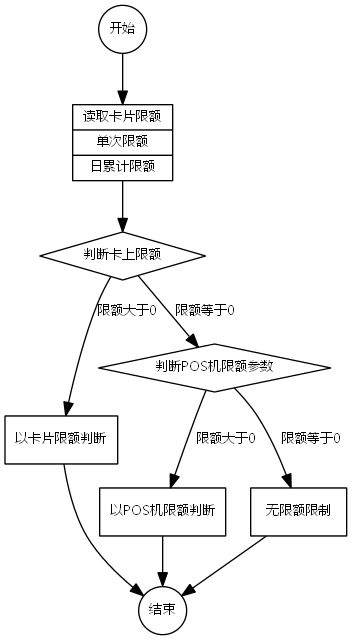 开始
读取卡片限额
单次限额
日累计限额
判断卡上限额
限额大于0
限额等于0
判断POS机限额参数
以卡片限额判断
限额大于0
限额等于0
以POS机限额判断
无限额限制
结束